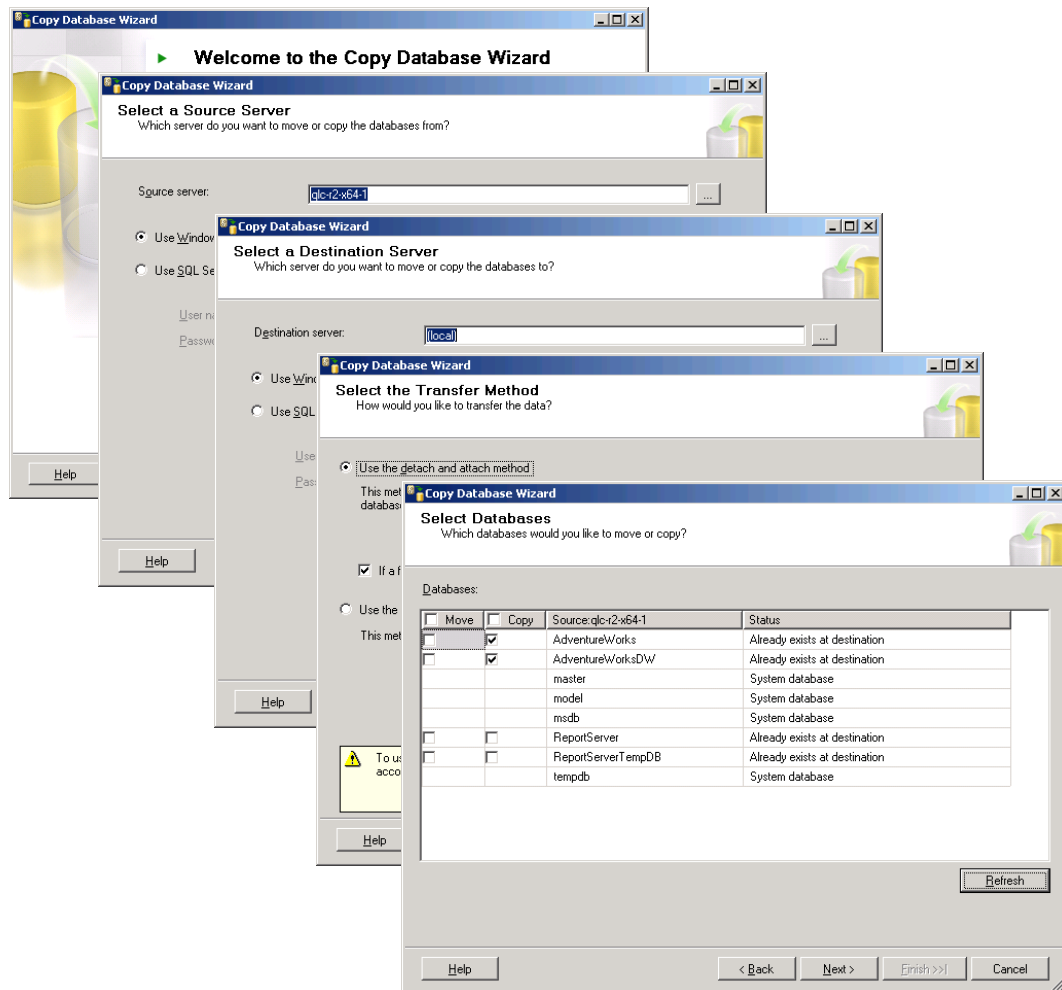 Copy Database Wizard
Welcome to the Copy Database Wizard
Help
Copy Database Wizard
Select a Source Server
Which server do you want to move or copy the databases from?
Source server: qlc-r2-x64-1 ...
Use Window
Use SQL Se
User na
Passwo
Help
Copy Database Wizard
Select a Destination Server
Which server do you want to move or copy the databases to?
Destination server: (local) ...
Use Wind
Use SQL
Use
Pas
Help
Copy Database Wizard
Select the Transfer Method
How would you like to transfer the data?
Use the detach and attach method
This met
database
If a f
Use the
This met
To us
acco
Help
Copy Database Wizard
Select Databases
Which databases would you like to move or copy?
Databases:
Move Copy Source:qlc-r2-x64-1 Status
AdventureWorks Already exists at destination
AdventureWorksDW Already exists at destination
master System database
model System database
msdb System database
ReportServer Already exists at destination
ReportServerTempDB Already exists at destination
tempdb System database
Refresh
Help < Back Next > Finish >>| Cancel